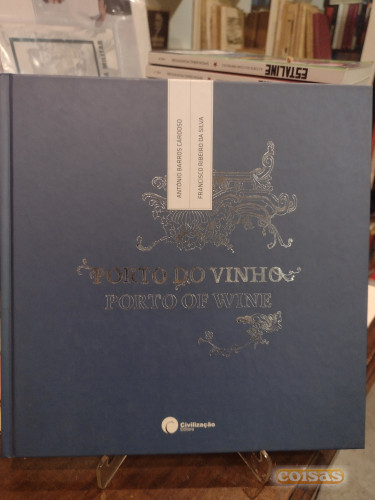 ESTALINE
ANTÓNIO BARROS CARDOSO
FRANCISCO RIBEIRO DA SILVA
PORTO DO VINHO
PORTO OF WINE
Civilização
Editora
coisas